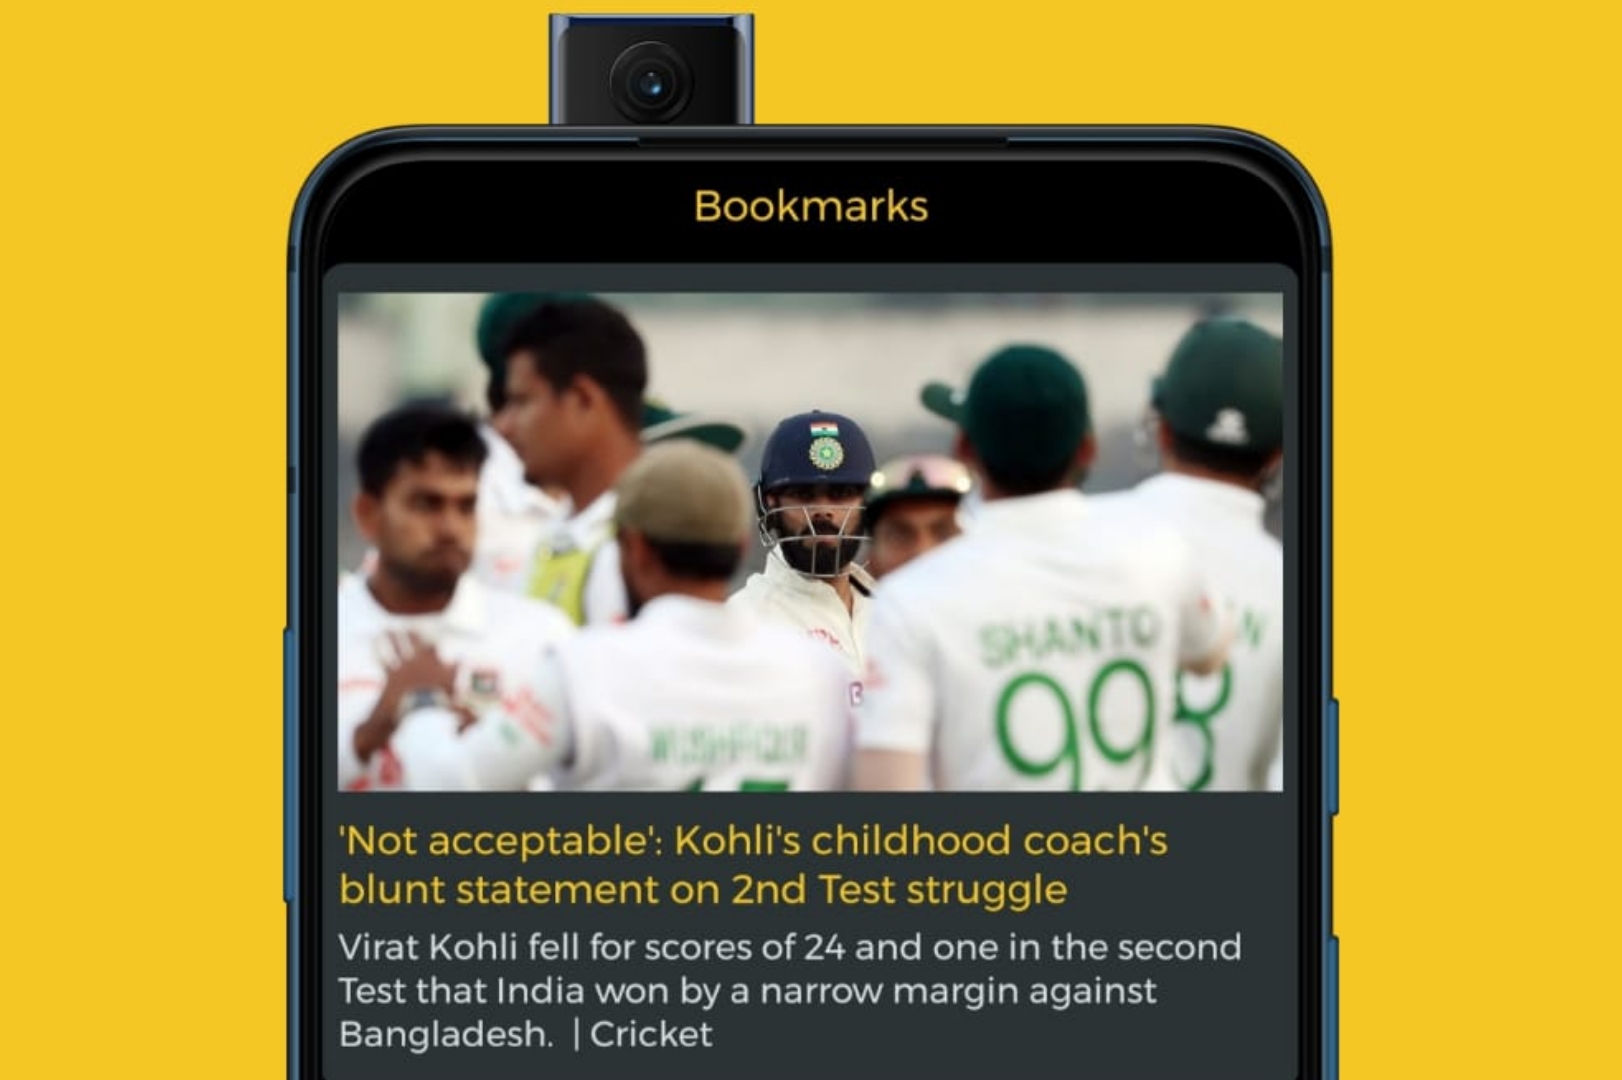 Bookmarks
SHANTO
99
8
MUSHFIQUR
'Not acceptable': Kohli's childhood coach's
blunt statement on 2nd Test struggle
Virat Kohli fell for scores of 24 and one in the second
Test that India won by a narrow margin against
Bangladesh. | Cricket